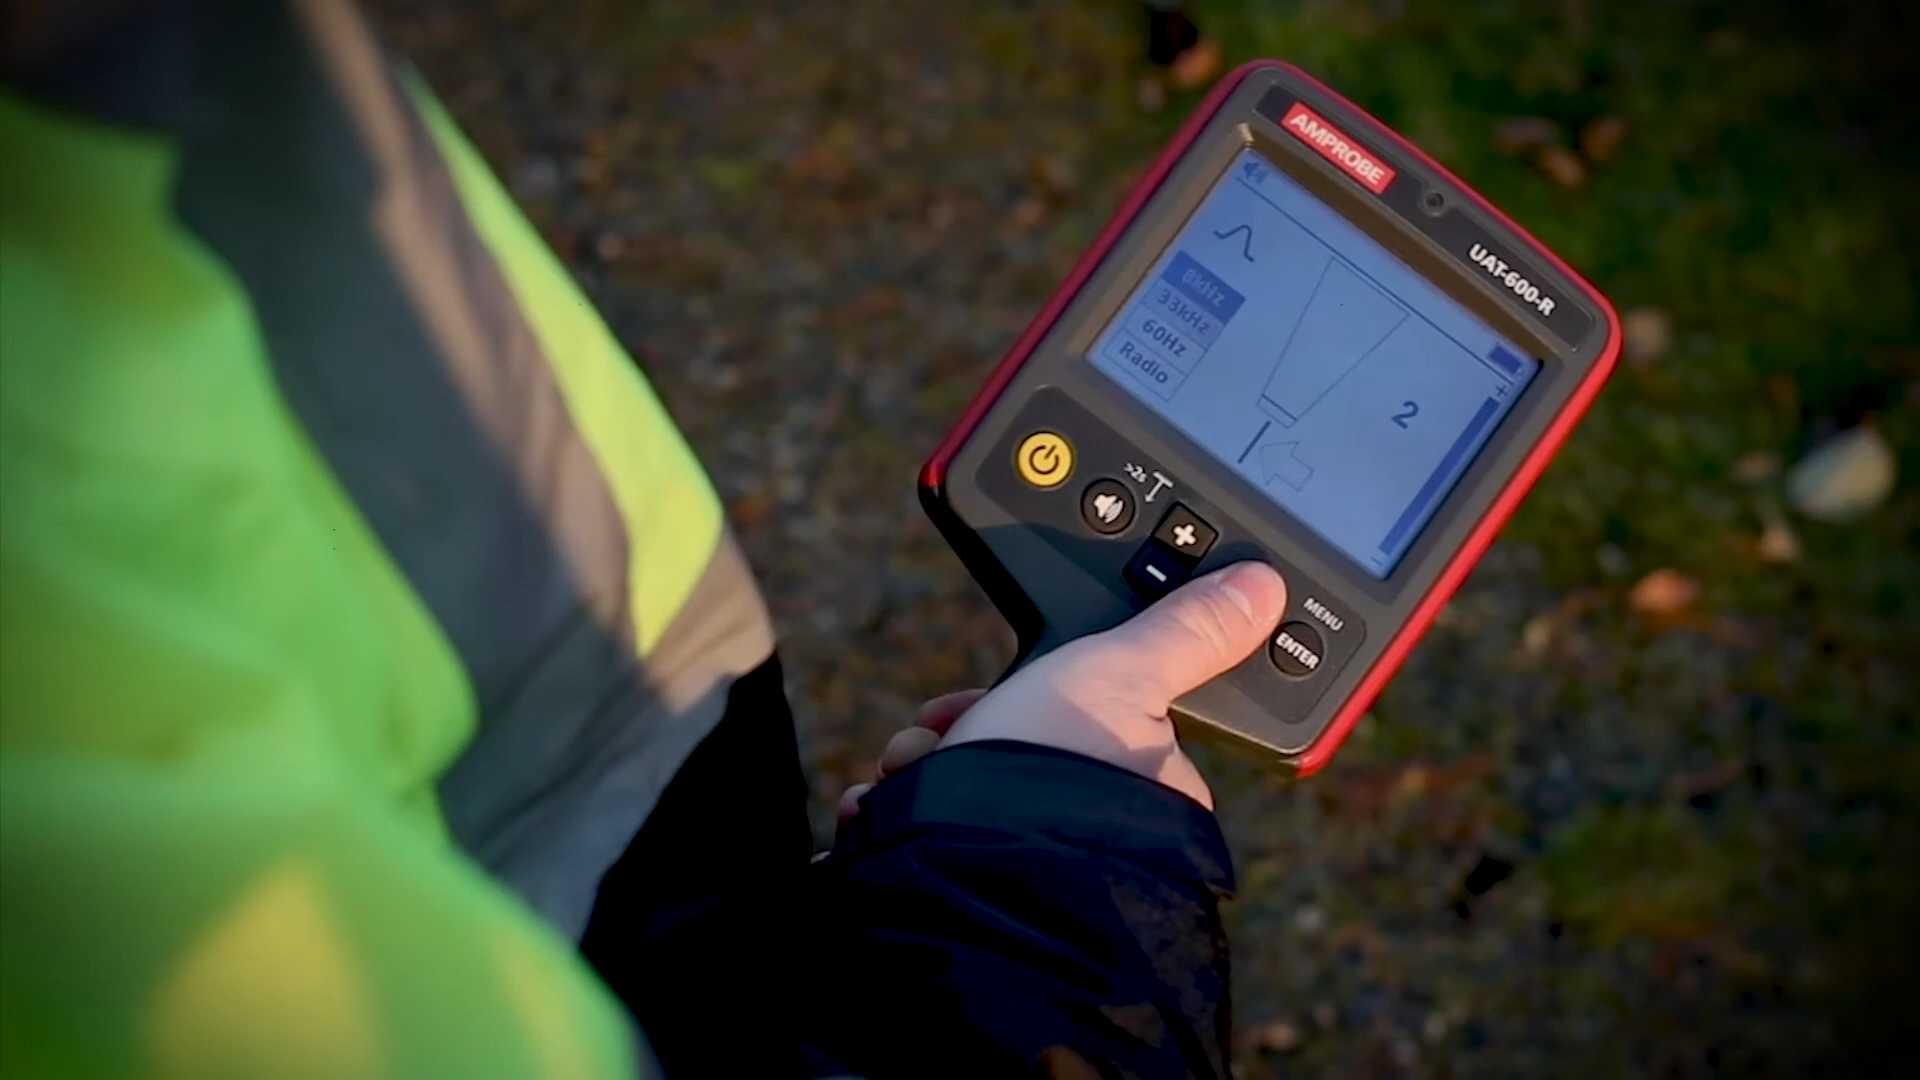 AMPROBE
UAT-600-R
8kHz
33kHz
60Hz
Radio
2
+
-
>2s
+
-
MENU
ENTER